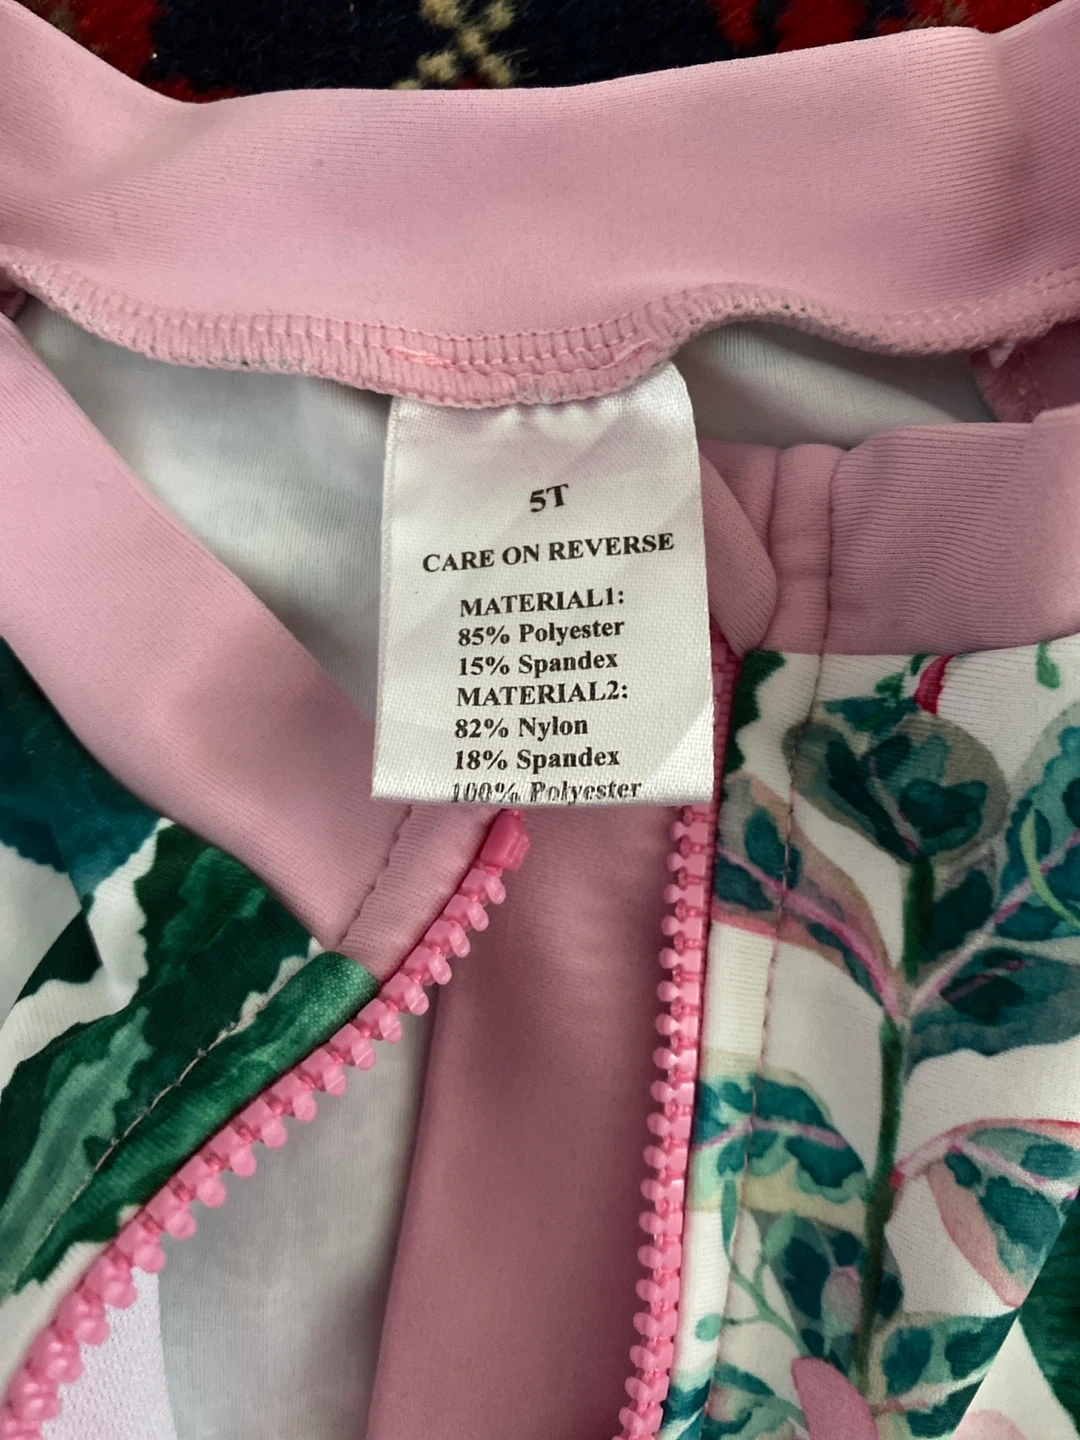 5T
CARE ON REVERSE
MATERIAL1:
85% Polyester
15% Spandex
MATERIAL2:
82% Nylon
18% Spandex
100% Polyester